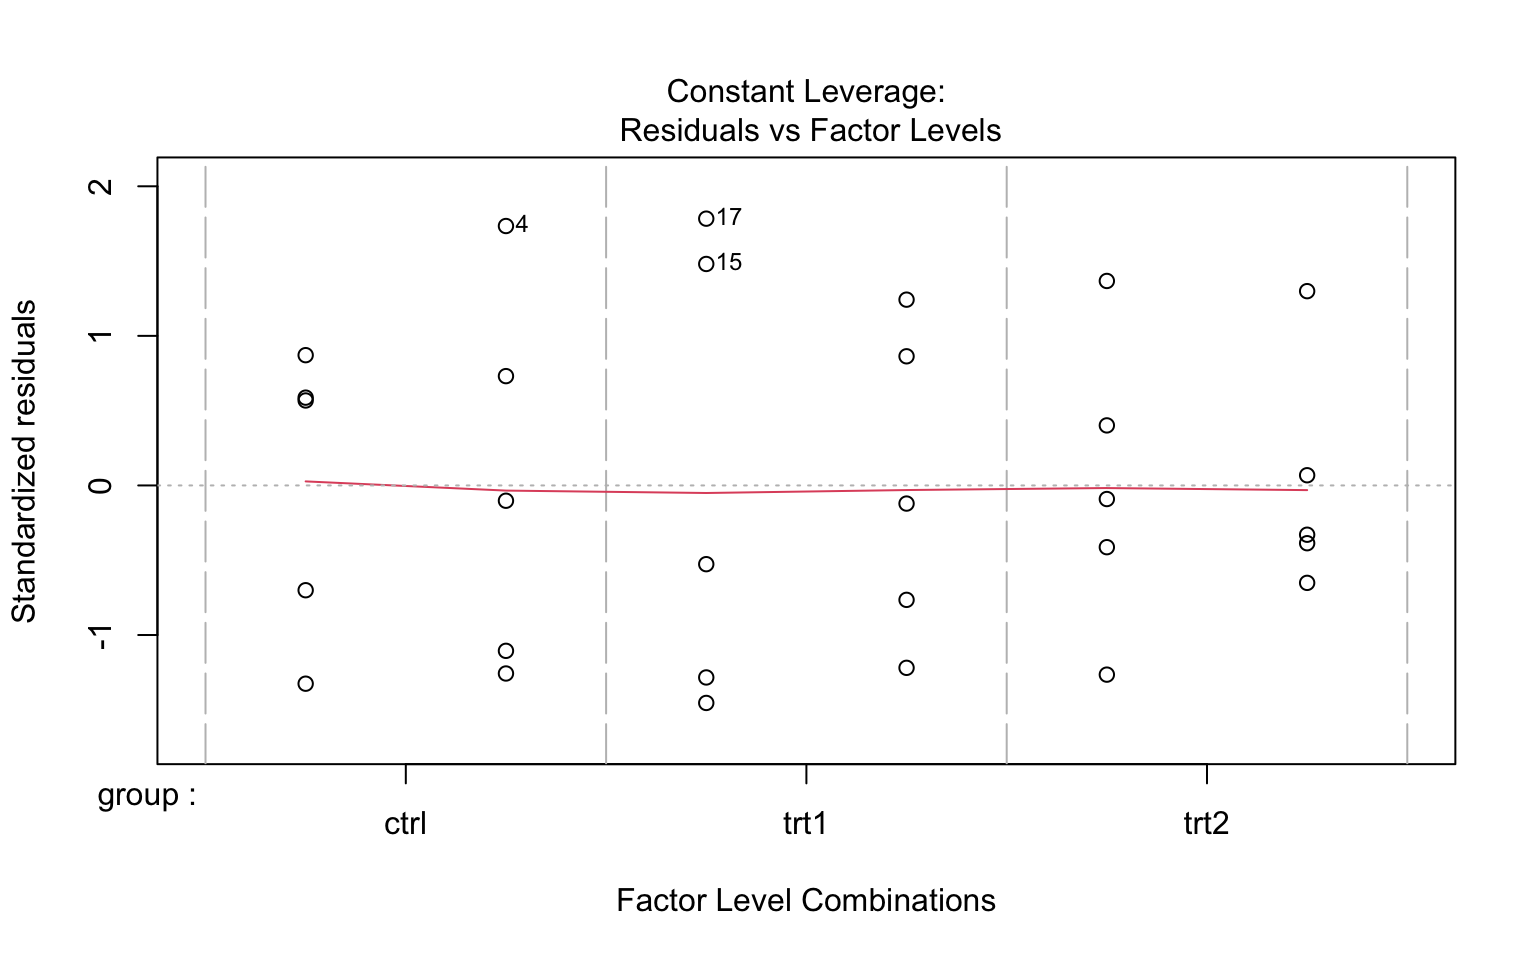 Constant Leverage:
Residuals vs Factor Levels
Standardized residuals
2
1
0
-1
4
17
15
group :
ctrl
trt1
trt2
Factor Level Combinations